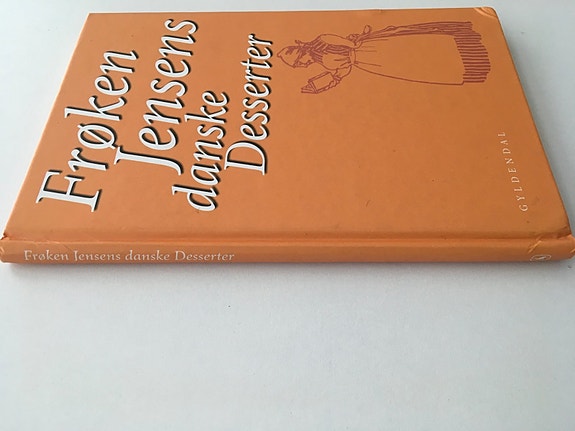 Frøken
Jensens
danske
Desserter
GYLDENDAL
Frøken Jensens danske Desserter